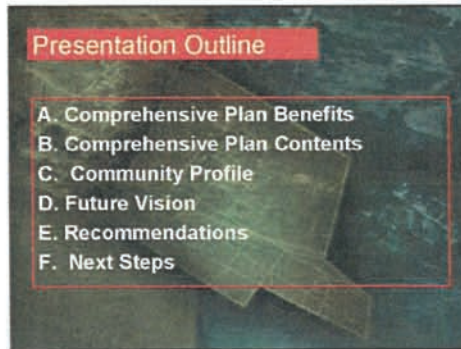 Presentation Outline
A. Comprehensive Plan Benefits
B. Comprehensive Plan Contents
C. Community Profile
D. Future Vision
E. Recommendations
F. Next Steps